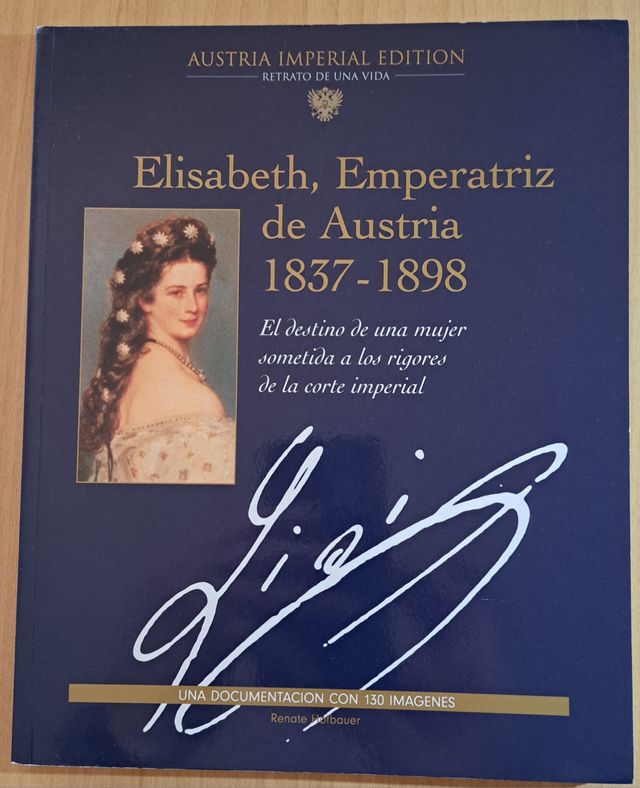 AUSTRIA IMPERIAL EDITION
RETRATO DE UNA VIDA
Elisabeth, Emperatriz
de Austria
1837-1898
El destino de una mujer
sometida a los rigores
de la corte imperial
Lisi
UNA DOCUMENTACION CON 130 IMAGENES
Renate Hofbauer